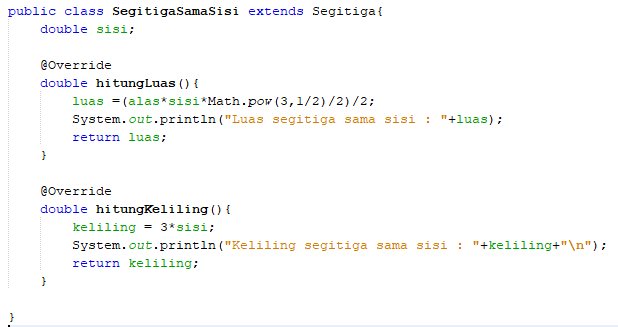 public class SegitigaSamaSisi extends Segitiga{
    double sisi;

    @Override
    double hitungLuas(){
        luas =(alas*sisi*Math.pow(3,1/2)/2)/2;
        System.out.println("Luas segitiga sama sisi : "+luas);
        return luas;
    }

    @Override
    double hitungKeliling(){
        keliling = 3*sisi;
        System.out.println("Keliling segitiga sama sisi : "+keliling+"\n");
        return keliling;
    }

}